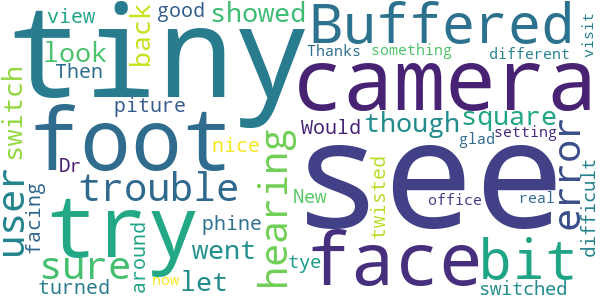 tiny
Buffered
view
good
showed
back
look
Then
switch
Thanks
something
visit
different
camera
piture
foot
Would
though
square
setting
Dr
nice
hearing
glad
error
trouble
see
user
facing
phine
New
twisted
office
real
difficult
try
went
tye
face
bit
sure
around
let
turned
now
switched